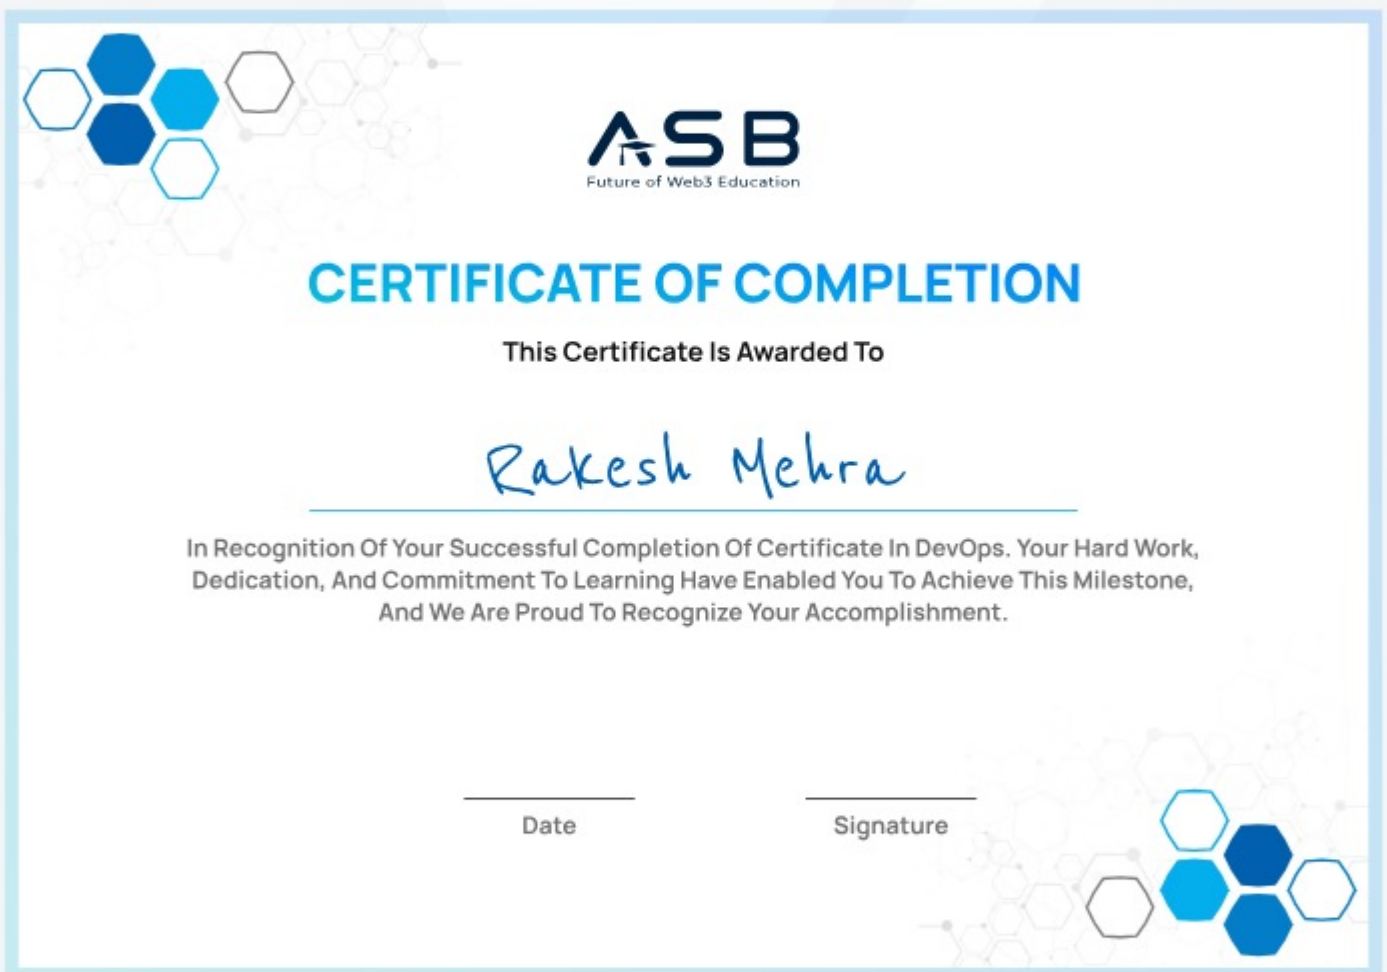 ASB
Future of Web3 Education
CERTIFICATE OF COMPLETION
This Certificate Is Awarded To
Rakesh Mehra
In Recognition Of Your Successful Completion Of Certificate In DevOps. Your Hard Work,
Dedication, And Commitment To Learning Have Enabled You To Achieve This Milestone,
And We Are Proud To Recognize Your Accomplishment.
Date
Signature